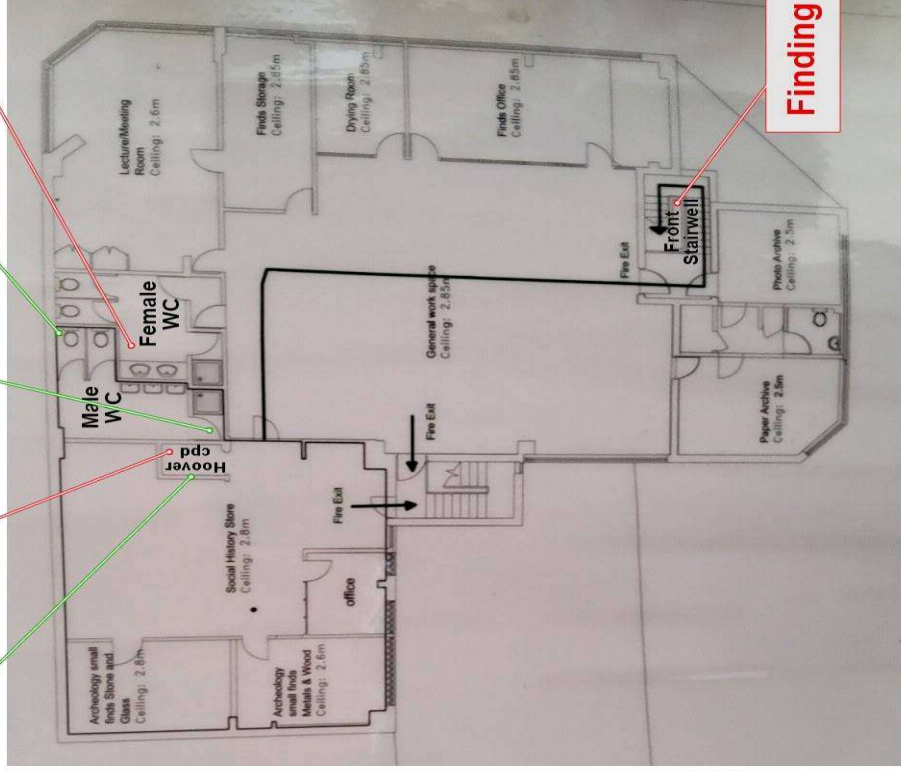 Finding
Lecture/Meeting
Room
Ceiling: 2.6m
Finds Storage
Ceiling: 2.85m
Drying Room
Ceiling: 2.85m
Finds Office
Ceiling: 2.85m
Female
WC
Male
WC
Hoover
cpd
General work space
Ceiling: 2.85m
Fire Exit
Front
Stairwell
Photo Archive
Ceiling: 2.5m
Paper Archive
Ceiling: 2.5m
Fire Exit
Fire Exit
Social History Store
Ceiling: 2.8m
office
Archeology small
finds Stone and
Glass
Ceiling: 2.8m
Archeology
small finds
Metals & Wood
Ceiling: 2.6m